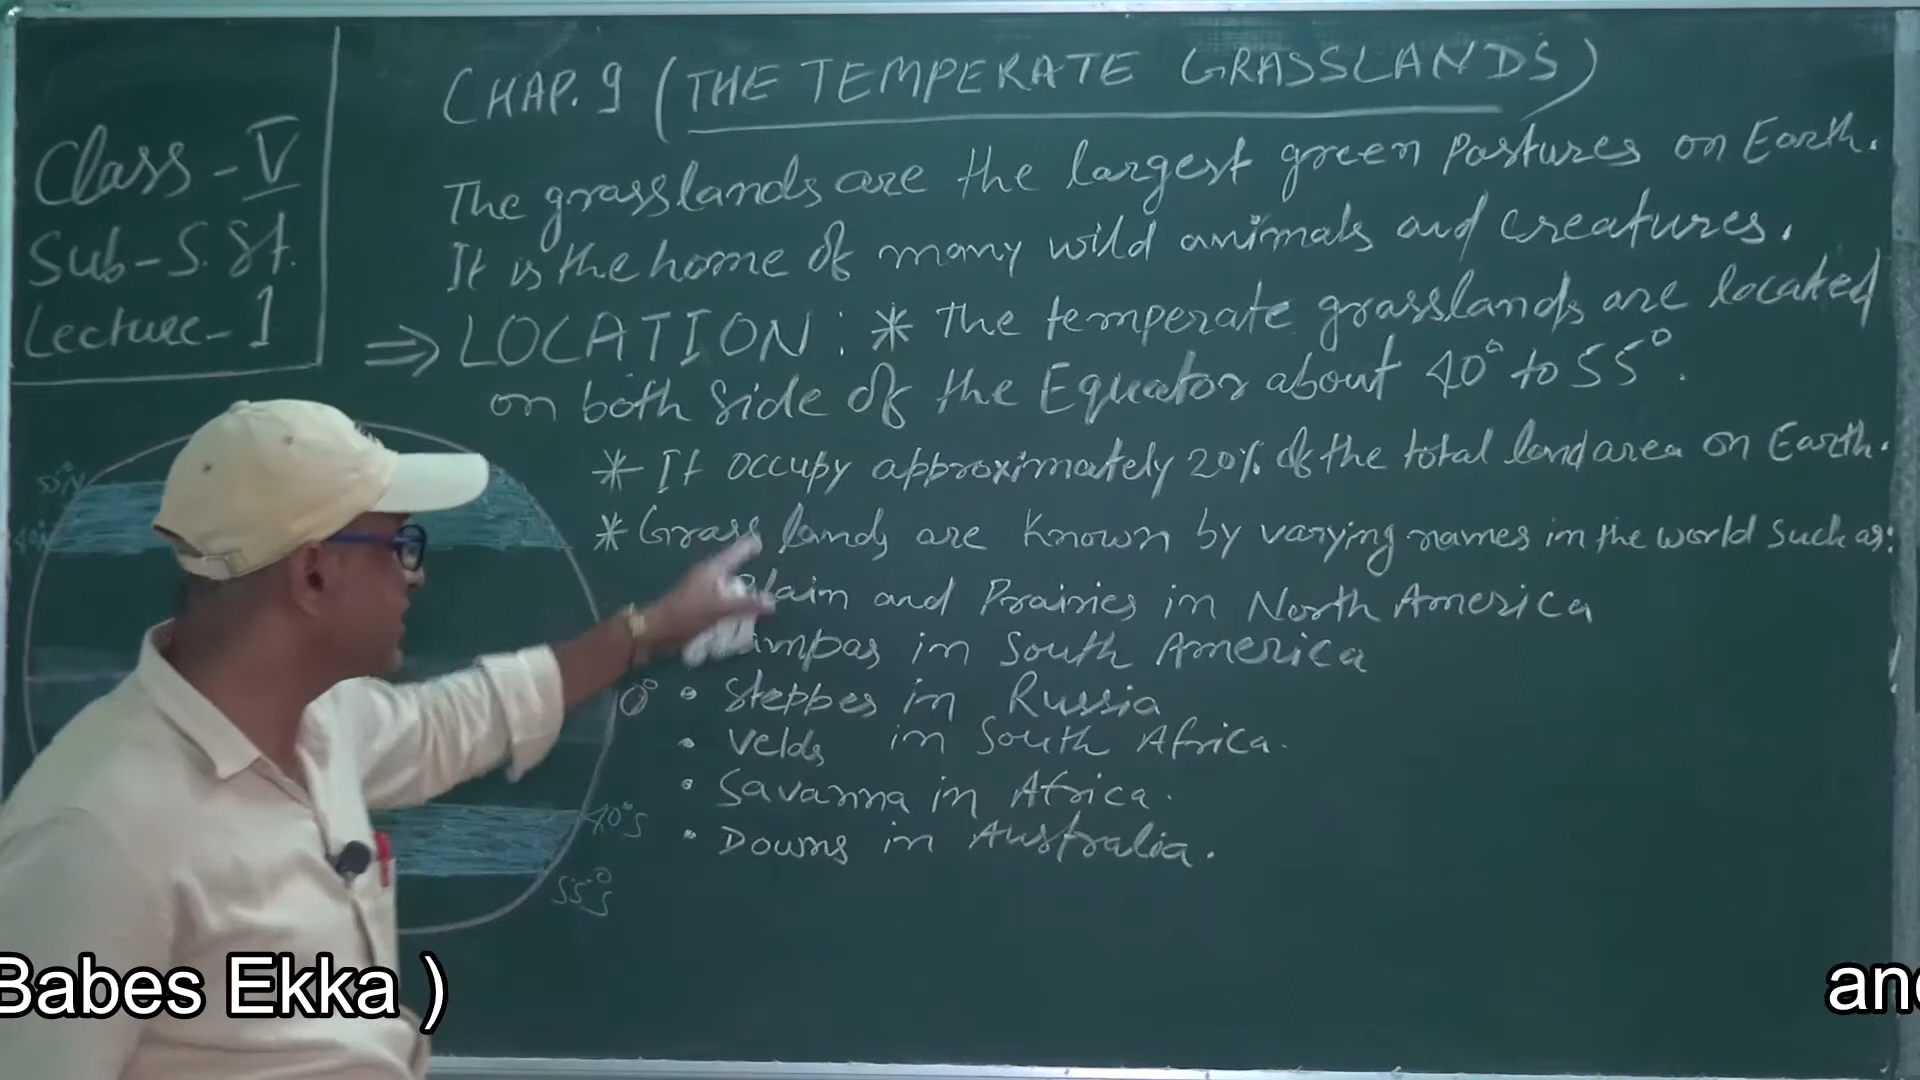 Class - V
Sub - S. St.
Lecture - 1
CHAP. 9 (THE TEMPERATE GRASSLANDS)
The grasslands are the largest green pastures on Earth.
It is the home of many wild animals and creatures.
⇒ LOCATION : * The temperate grasslands are located
on both side of the Equator about 40° to 55°.
* It occupy approximately 20% of the total land area on Earth.
* Grass lands are known by varying names in the world such as:
Plain and Prairies in North America
in South America
• Steppes in Russia
• Velds in South Africa.
• Savanna in Africa.
• Downs in Australia.
40°S
55°S
Babes Ekka )